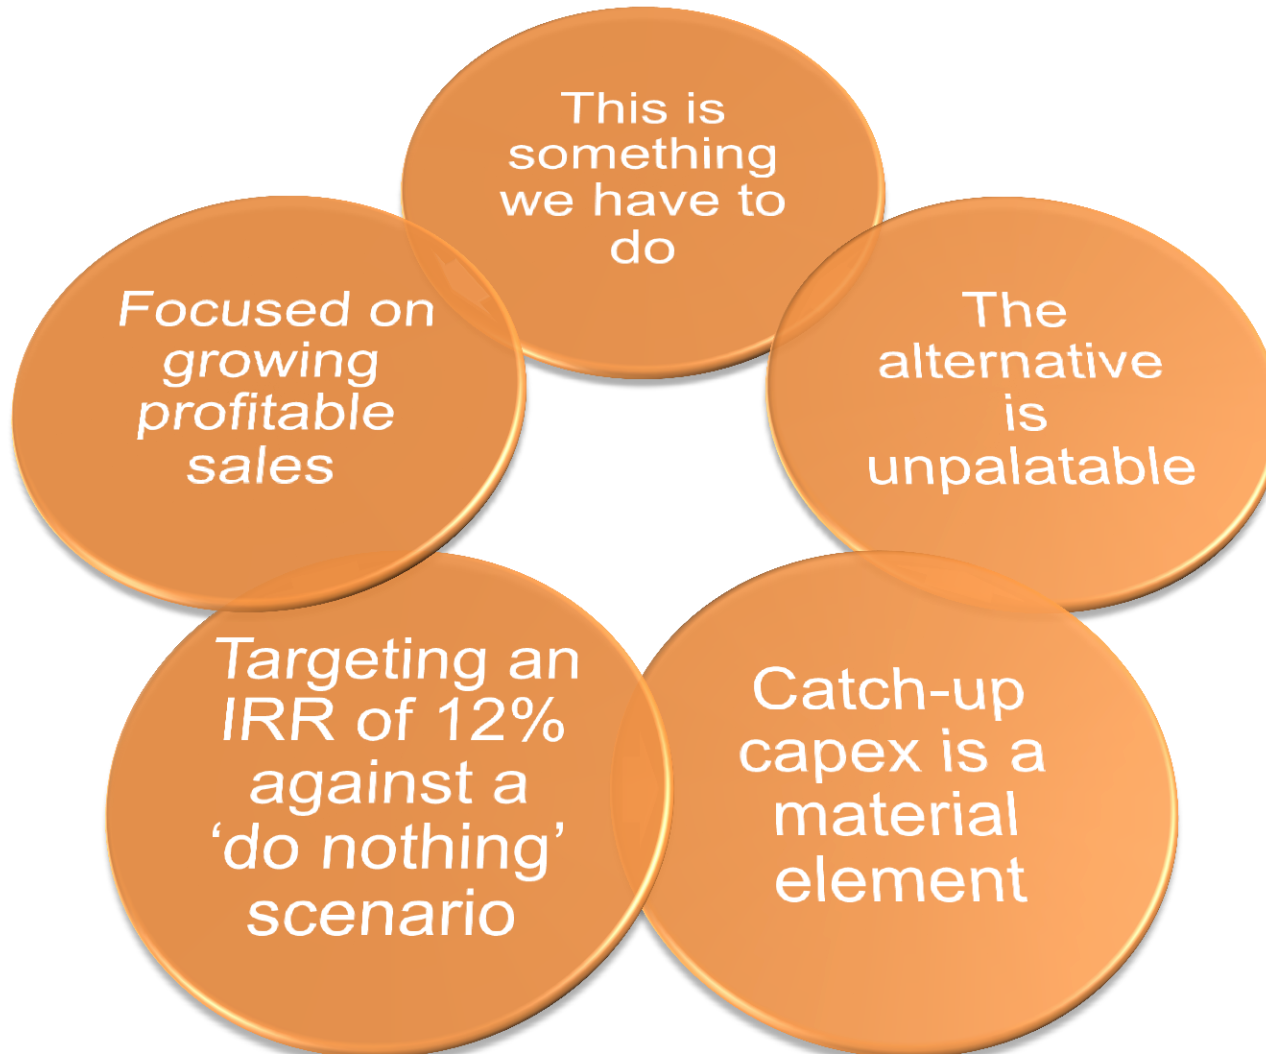 This is
something
we have to
do
The
alternative
is
unpalatable
Catch-up
capex is a
material
element
Targeting an
IRR of 12%
against a
‘do nothing’
scenario
Focused on
growing
profitable
sales